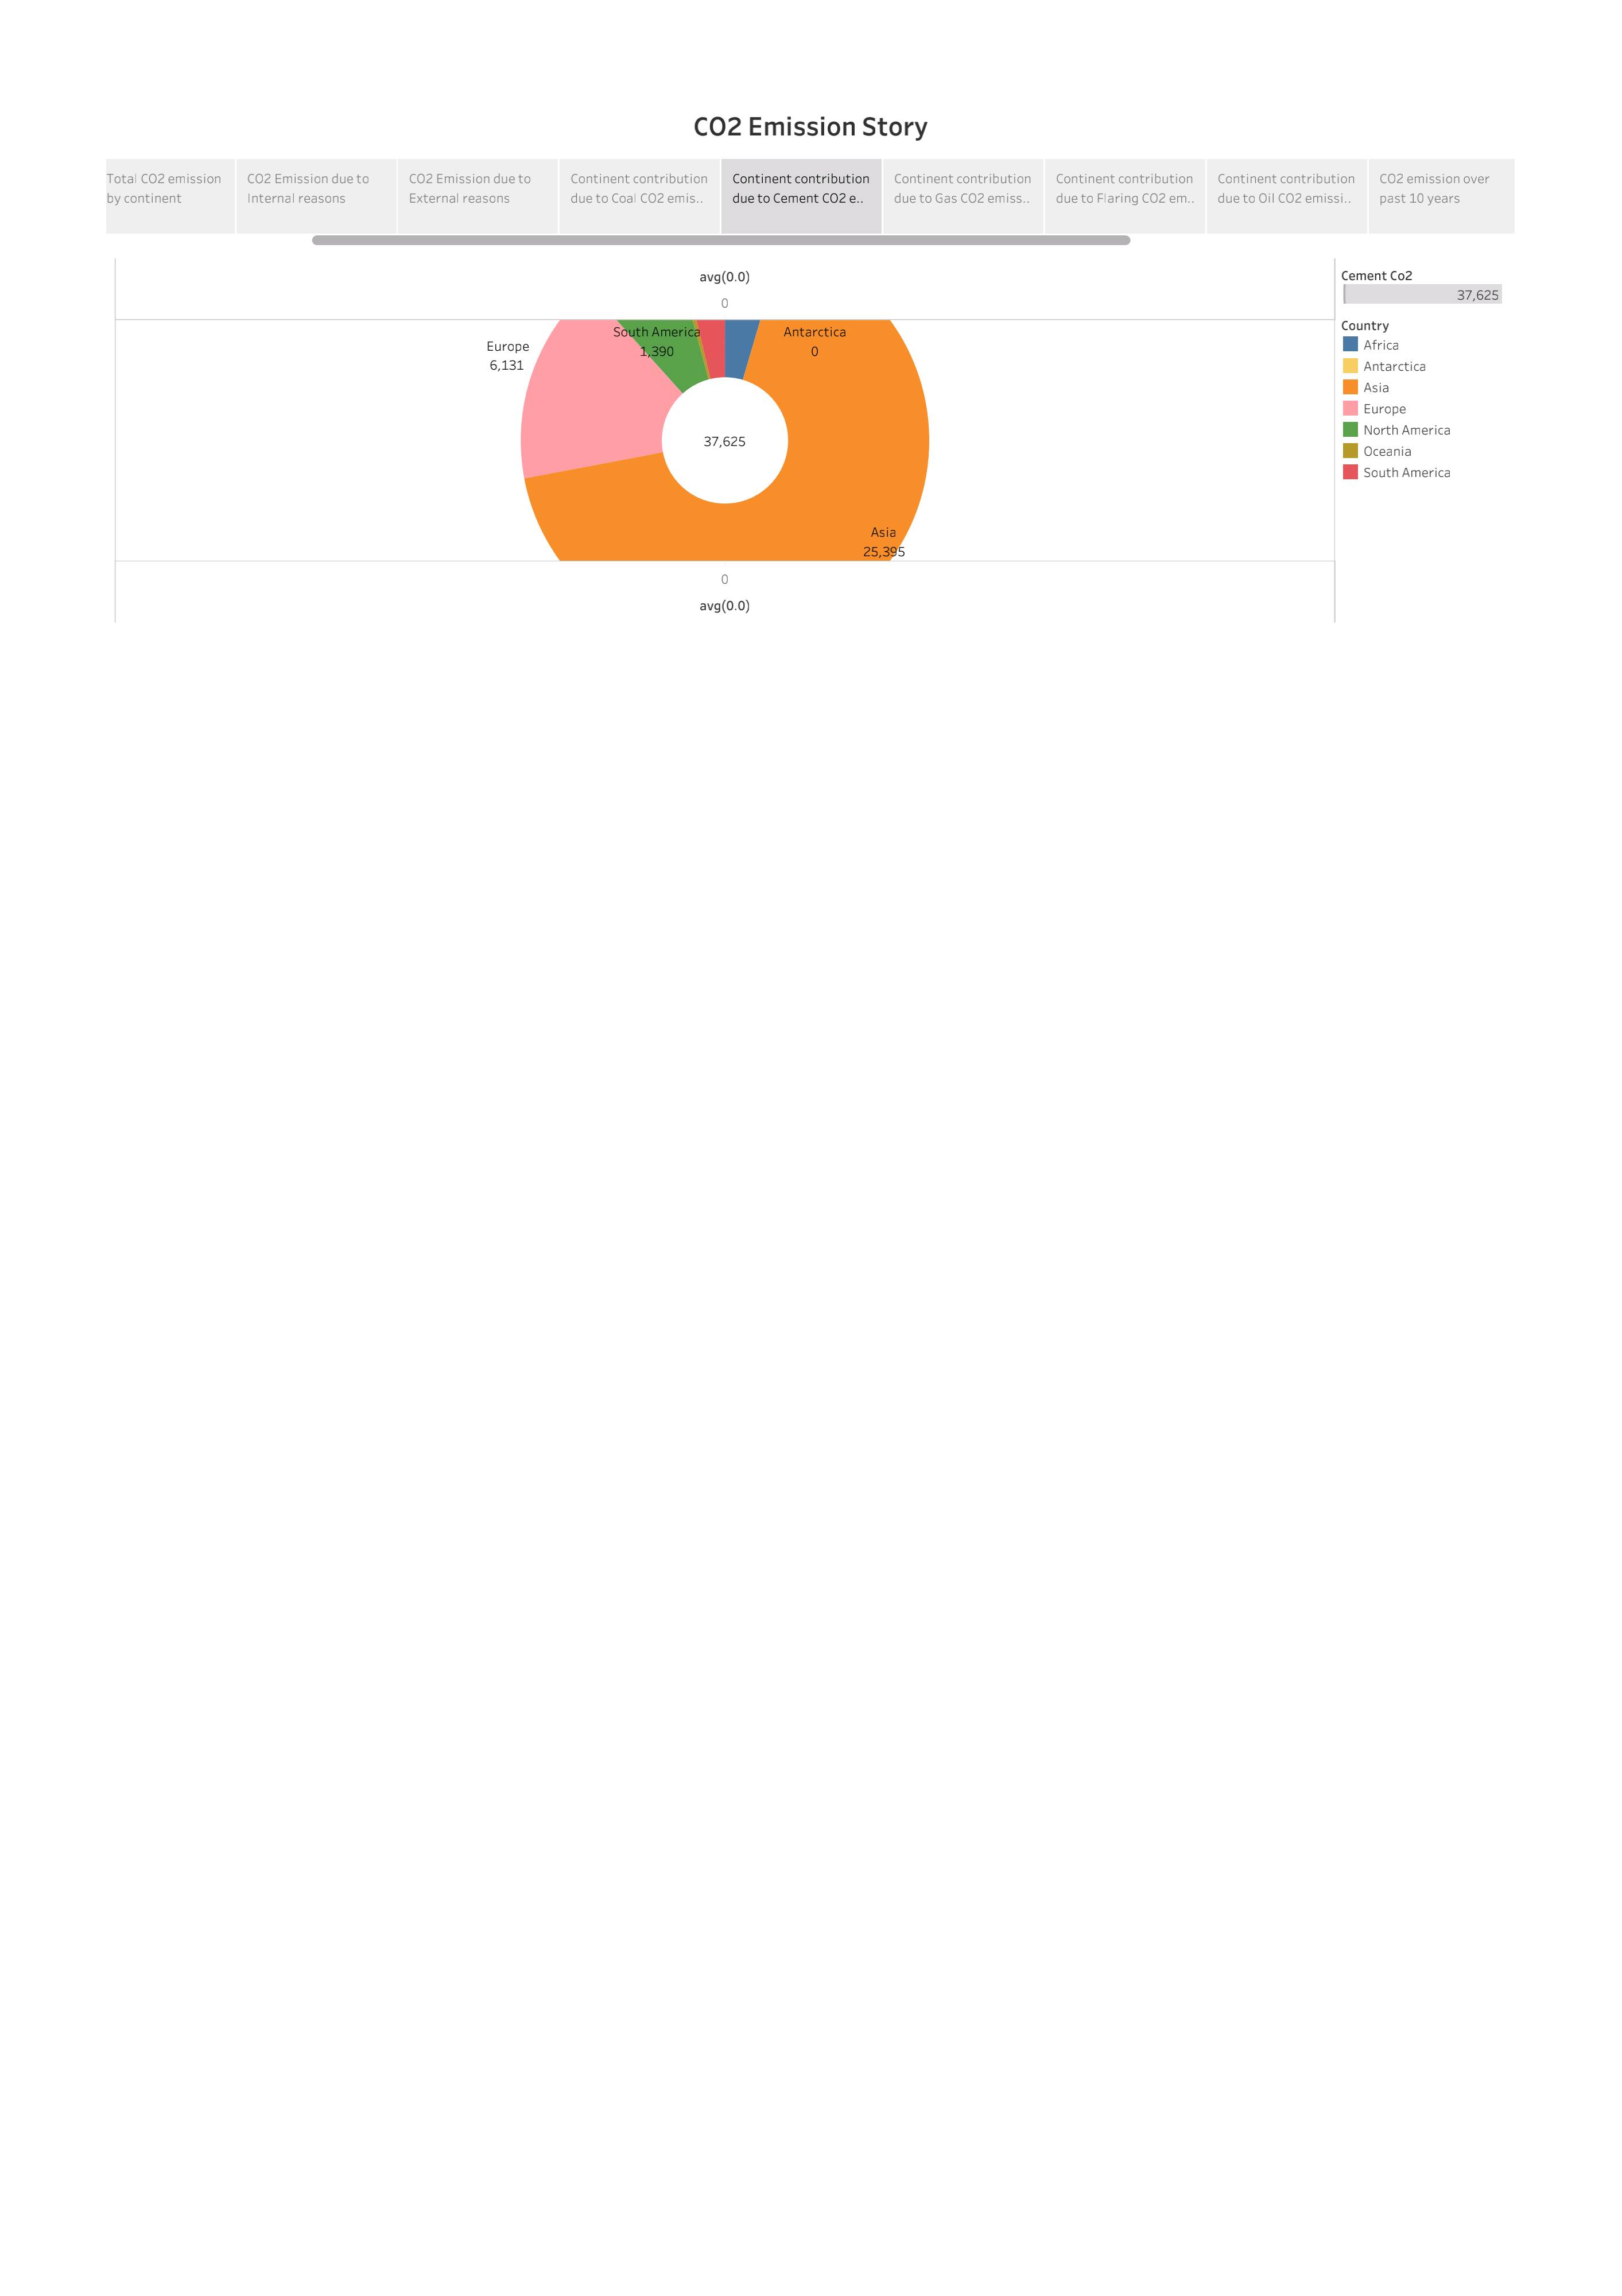 CO2 Emission Story
Total CO2 emission
by continent
CO2 Emission due to
Internal reasons
CO2 Emission due to
External reasons
Continent contribution
due to Coal CO2 emis..
Continent contribution
due to Cement CO2 e..
Continent contribution
due to Gas CO2 emiss..
Continent contribution
due to Flaring CO2 em..
Continent contribution
due to Oil CO2 emissi..
CO2 emission over
past 10 years
avg(0.0)
0
Europe
6,131
South America
1,390
Antarctica
0
37,625
Asia
25,395
0
avg(0.0)
Cement Co2
37,625
Country
Africa
Antarctica
Asia
Europe
North America
Oceania
South America